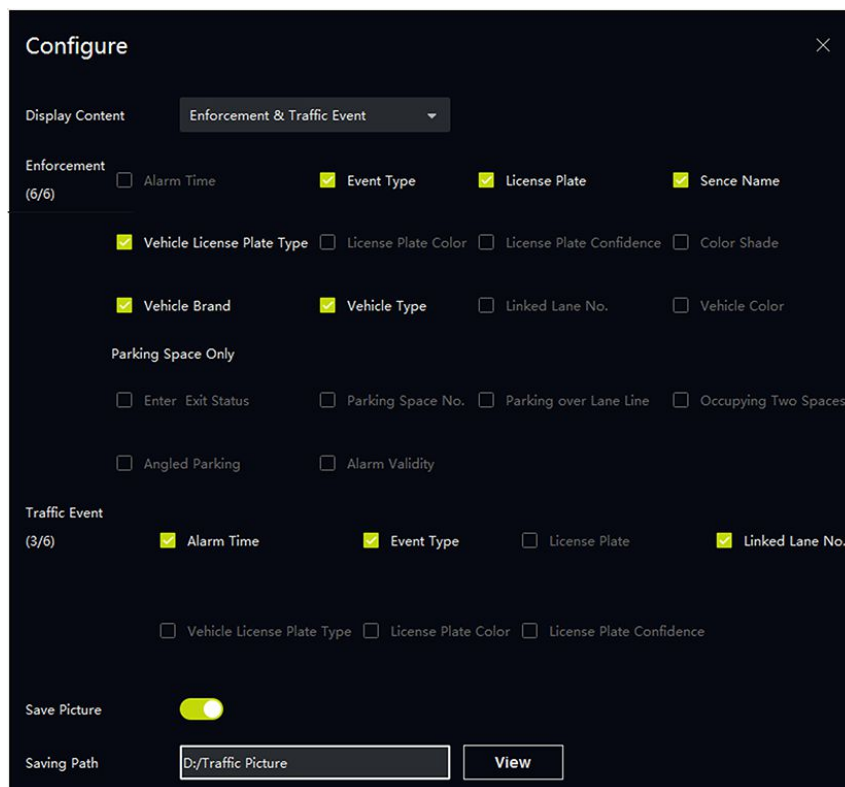 Configure
Display Content Enforcement & Traffic Event
Enforcement
(6/6)
Alarm Time Event Type License Plate Sence Name
Vehicle License Plate Type License Plate Color License Plate Confidence Color Shade
Vehicle Brand Vehicle Type Linked Lane No. Vehicle Color
Parking Space Only
Enter Exit Status Parking Space No. Parking over Lane Line Occupying Two Spaces
Angled Parking Alarm Validity
Traffic Event
(3/6)
Alarm Time Event Type License Plate Linked Lane No.
Vehicle License Plate Type License Plate Color License Plate Confidence
Save Picture
Saving Path D:/Traffic Picture View